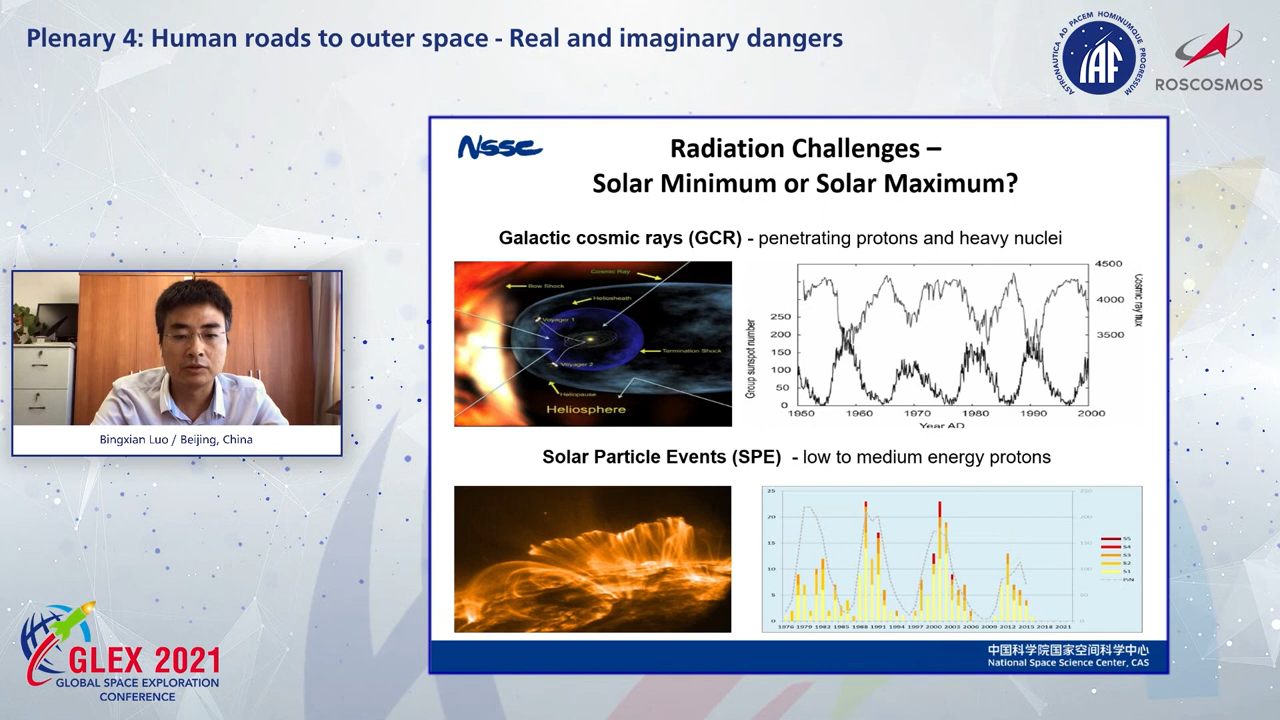 Plenary 4: Human roads to outer space - Real and imaginary dangers
ASTRONAUTICA AD PACEM HOMINUMQUE PROGRESSUM
IAF
ROSCOSMOS
NSSC
Radiation Challenges –
Solar Minimum or Solar Maximum?
Galactic cosmic rays (GCR) - penetrating protons and heavy nuclei
Cosmic Ray
Bow Shock
Heliosheath
Voyager 1
Termination Shock
Voyager 2
Heliopause
Heliosphere
Group sunspot number
250
200
150
100
50
0
1950 1960 1970 1980 1990 2000
Year AD
4500
4000
3500
Cosmic ray flux
Solar Particle Events (SPE) - low to medium energy protons
25
20
15
10
5
0
250
200
150
100
50
0
1976 1979 1982 1985 1988 1991 1994 1997 2000 2003 2006 2009 2012 2015 2018 2021
S5
S4
S3
S2
S1
中国科学院国家空间科学中心
National Space Science Center, CAS
Bingxian Luo / Beijing, China
GLEX 2021
GLOBAL SPACE EXPLORATION
CONFERENCE